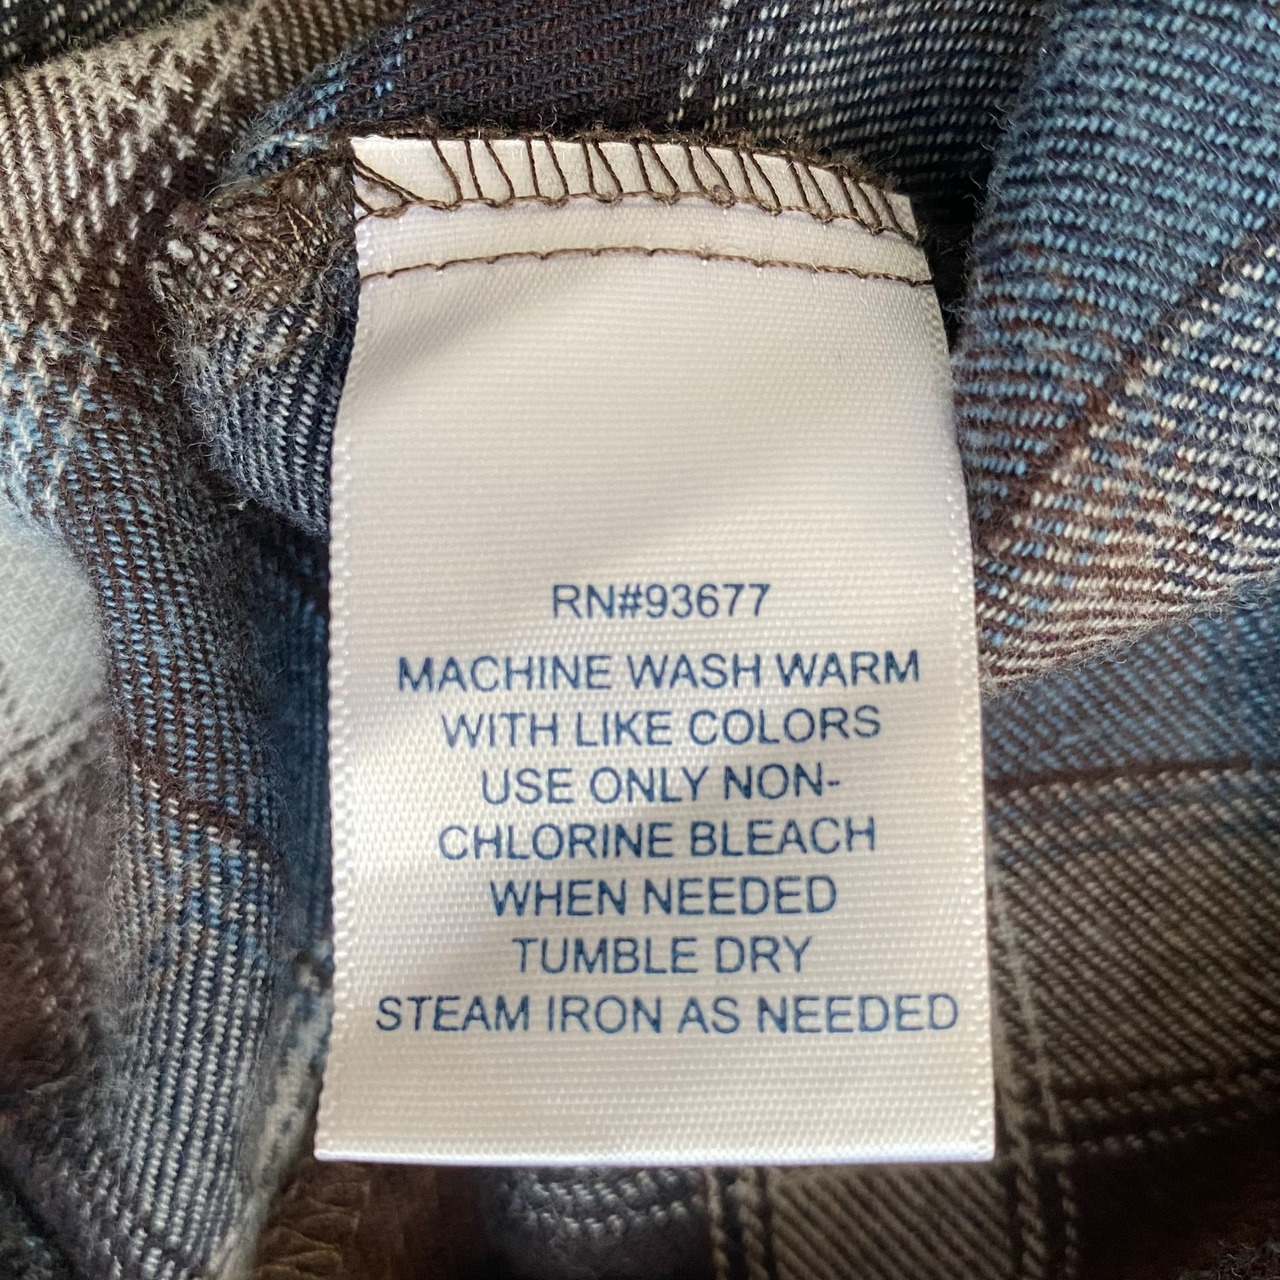 RN#93677
MACHINE WASH WARM
WITH LIKE COLORS
USE ONLY NON-
CHLORINE BLEACH
WHEN NEEDED
TUMBLE DRY
STEAM IRON AS NEEDED